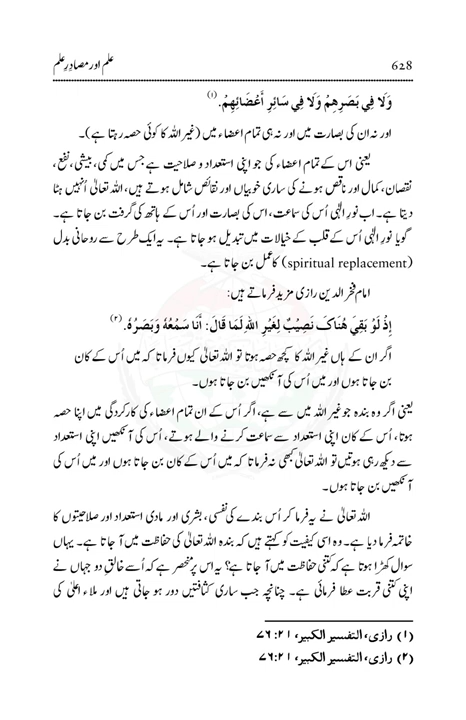 علم اور مصادرِ علم
628
وَلَا فِي بَصَرِهِمْ وَلَا فِي سَائِرِ أَعْضَائِهِمْ. (۱)
اور نہ ان کی بصارت میں اور نہ ہی تمام اعضاء میں (غیر اللہ کا کوئی حصہ رہتا ہے)۔
یعنی اس کے تمام اعضاء کی جو اپنی استعداد و صلاحیت ہے جس میں کمی، بیشی، نفع،
نقصان، کمال اور ناقص ہونے کی ساری خوبیاں اور نقائص شامل ہوتے ہیں، اللہ تعالیٰ اُنہیں ہٹا
دیتا ہے۔ اب نورِ الٰہی اُس کی سماعت، اس کی بصارت اور اُس کے ہاتھ کی گرفت بن جاتا ہے۔
گویا نورِ الٰہی اُس کے قلب کے خیالات میں تبدیل ہو جاتا ہے۔ یہ ایک طرح سے روحانی بدل
(spiritual replacement) کا عمل بن جاتا ہے۔
امام فخر الدین رازی مزید فرماتے ہیں:
إِذْ لَوْ بَقِيَ هُنَاكَ نَصِيْبٌ لِغَيْرِ اللهِ لَمَا قَالَ: أَنَا سَمْعُهُ وَبَصَرُهُ. (۲)
اگر ان کے ہاں غیر اللہ کا کچھ حصہ ہوتا تو اللہ تعالیٰ کیوں فرماتا کہ میں اُس کے کان
بن جاتا ہوں اور میں اُس کی آنکھیں بن جاتا ہوں۔
یعنی اگر وہ بندہ جو غیر اللہ میں سے ہے، اگر اُس کے ان تمام اعضاء کی کارکردگی میں اپنا حصہ
ہوتا، اُس کے کان اپنی استعداد سے سماعت کرنے والے ہوتے، اُس کی آنکھیں اپنی استعداد
سے دیکھ رہی ہوتیں تو اللہ تعالیٰ کبھی نہ فرماتا کہ میں اُس کے کان بن جاتا ہوں اور میں اُس کی
آنکھیں بن جاتا ہوں۔
اللہ تعالیٰ نے یہ فرما کر اُس بندے کی نفسی، بشری اور مادی استعداد اور صلاحیتوں کا
خاتمہ فرما دیا ہے۔ وہ اسی کیفیت کو کہتے ہیں کہ بندہ اللہ تعالیٰ کی حفاظت میں آ جاتا ہے۔ یہاں
سوال کھڑا ہوتا ہے کہ کتنی حفاظت میں آ جاتا ہے؟ یہ اس پر منحصر ہے کہ اُسے خالقِ دو جہاں نے
اپنی کتنی قربت عطا فرمائی ہے۔ چنانچہ جب ساری کثافتیں دور ہو جاتی ہیں اور ملاء اعلیٰ کی
(۱) رازی، التفسير الكبير، ۲۱: ۷۶
(۲) رازی، التفسير الكبير، ۲۱: ۷۶